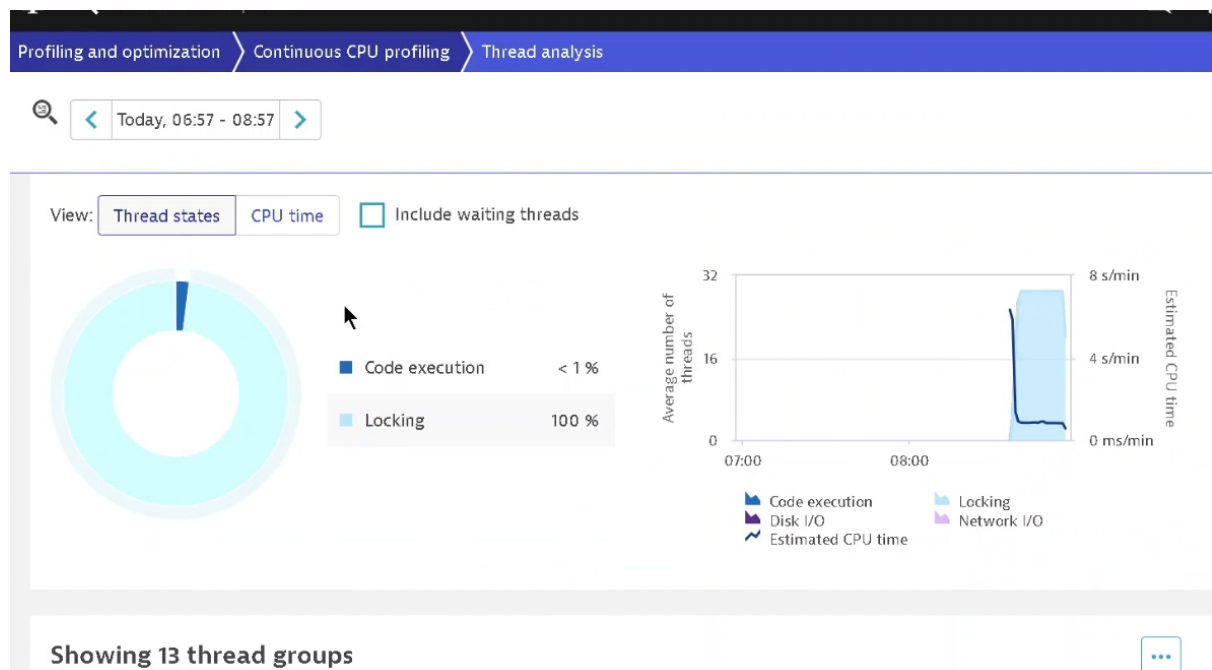 Profiling and optimization Continuous CPU profiling Thread analysis
Today, 06:57 - 08:57
View: Thread states CPU time Include waiting threads
Code execution < 1 %
Locking 100 %
Average number of
threads
32
16
0
8 s/min
4 s/min
0 ms/min
Estimated CPU time
07:00 08:00
Code execution Locking
Disk I/O Network I/O
Estimated CPU time
Showing 13 thread groups